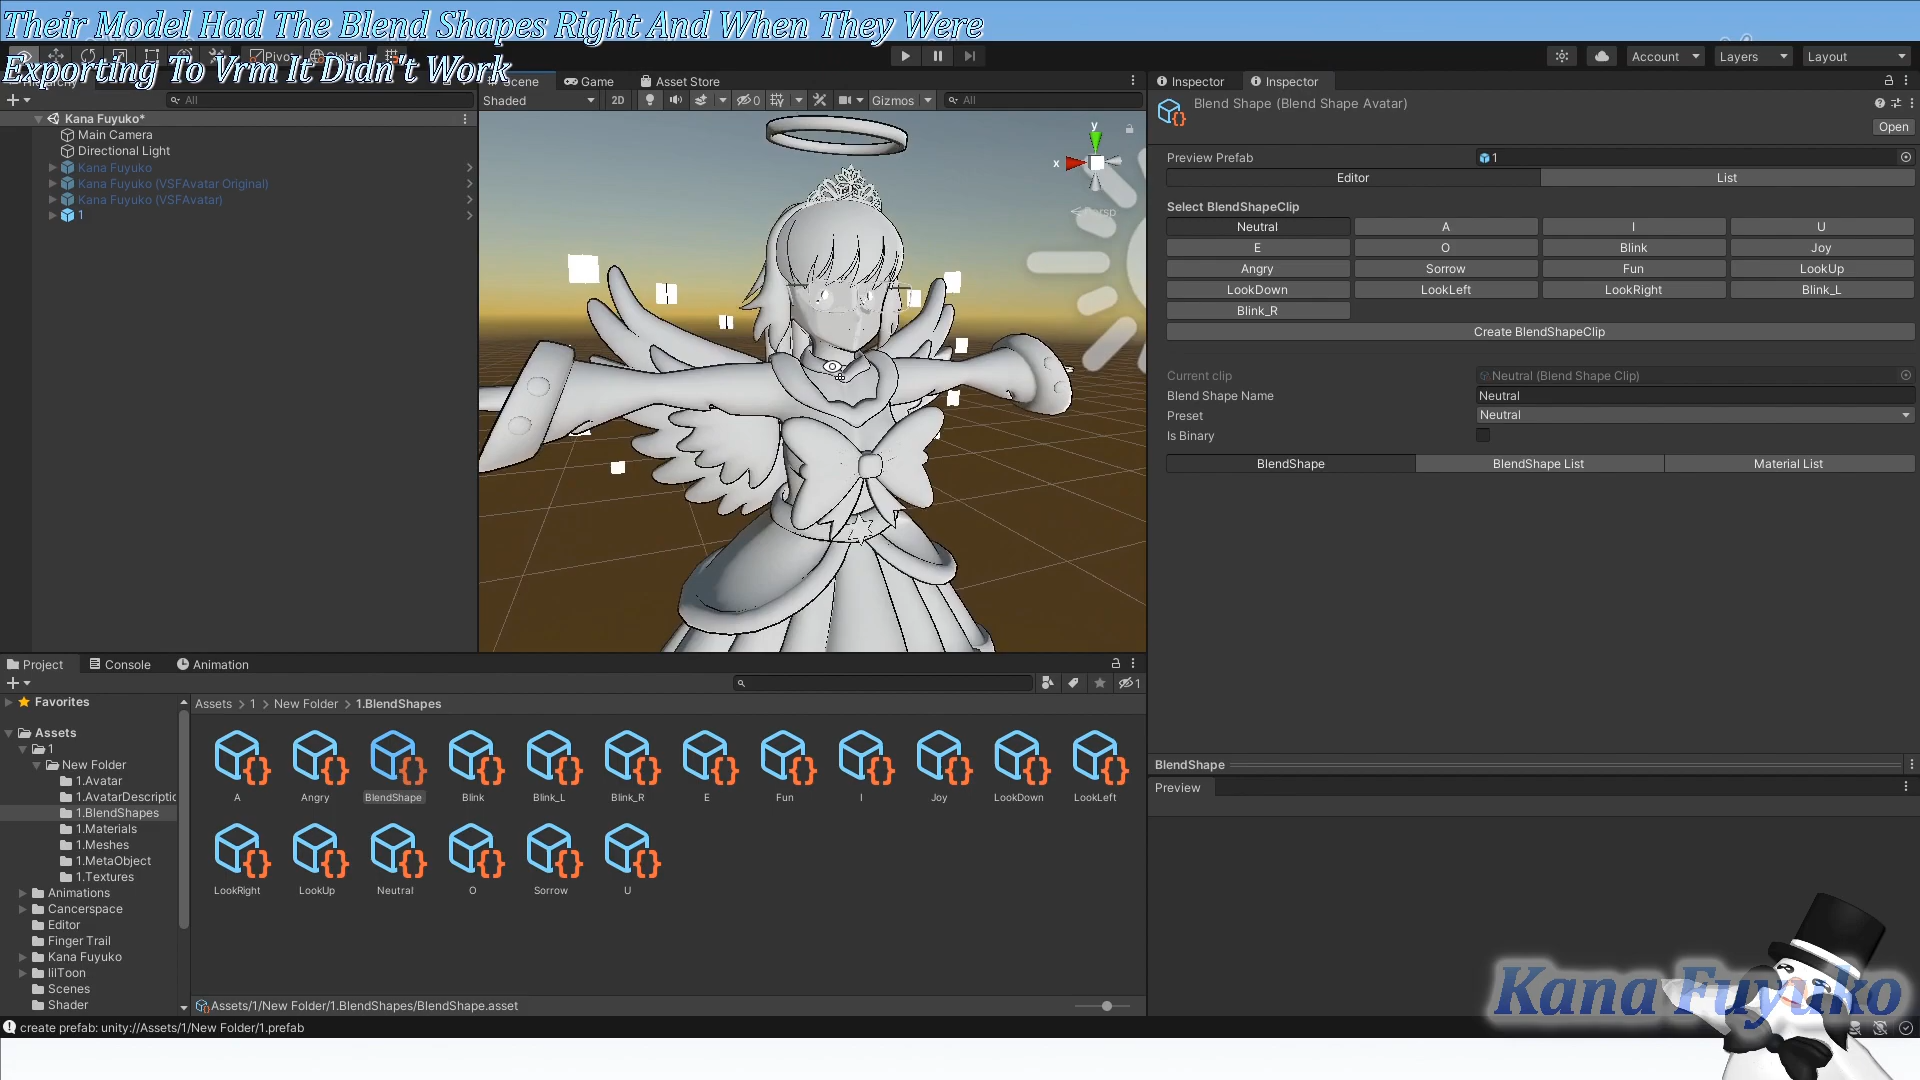 Their Model Had The Blend Shapes Right And When They Were
Exporting To Vrm It Didn't Work
Account
Layers
Layout
All
Scene
Game
Asset Store
Shaded
2D
0
Gizmos
All
Kana Fuyuko*
Main Camera
Directional Light
Kana Fuyuko
Kana Fuyuko (VSFAvatar Original)
Kana Fuyuko (VSFAvatar)
1
y
x
Persp
Inspector
Inspector
Blend Shape (Blend Shape Avatar)
Open
Preview Prefab
1
Editor
List
Select BlendShapeClip
Neutral
A
I
U
E
O
Blink
Joy
Angry
Sorrow
Fun
LookUp
LookDown
LookLeft
LookRight
Blink_L
Blink_R
Create BlendShapeClip
Current clip
Neutral (Blend Shape Clip)
Blend Shape Name
Neutral
Preset
Neutral
Is Binary
BlendShape
BlendShape List
Material List
BlendShape
Preview
Project
Console
Animation
1
Favorites
Assets
1
New Folder
1.Avatar
1.AvatarDescriptic
1.BlendShapes
1.Materials
1.Meshes
1.MetaObject
1.Textures
Animations
Cancerspace
Editor
Finger Trail
Kana Fuyuko
lilToon
Scenes
Shader
Assets > 1 > New Folder > 1.BlendShapes
A
Angry
BlendShape
Blink
Blink_L
Blink_R
E
Fun
I
Joy
LookDown
LookLeft
LookRight
LookUp
Neutral
O
Sorrow
U
Assets/1/New Folder/1.BlendShapes/BlendShape.asset
create prefab: unity://Assets/1/New Folder/1.prefab
Kana Fuyuko